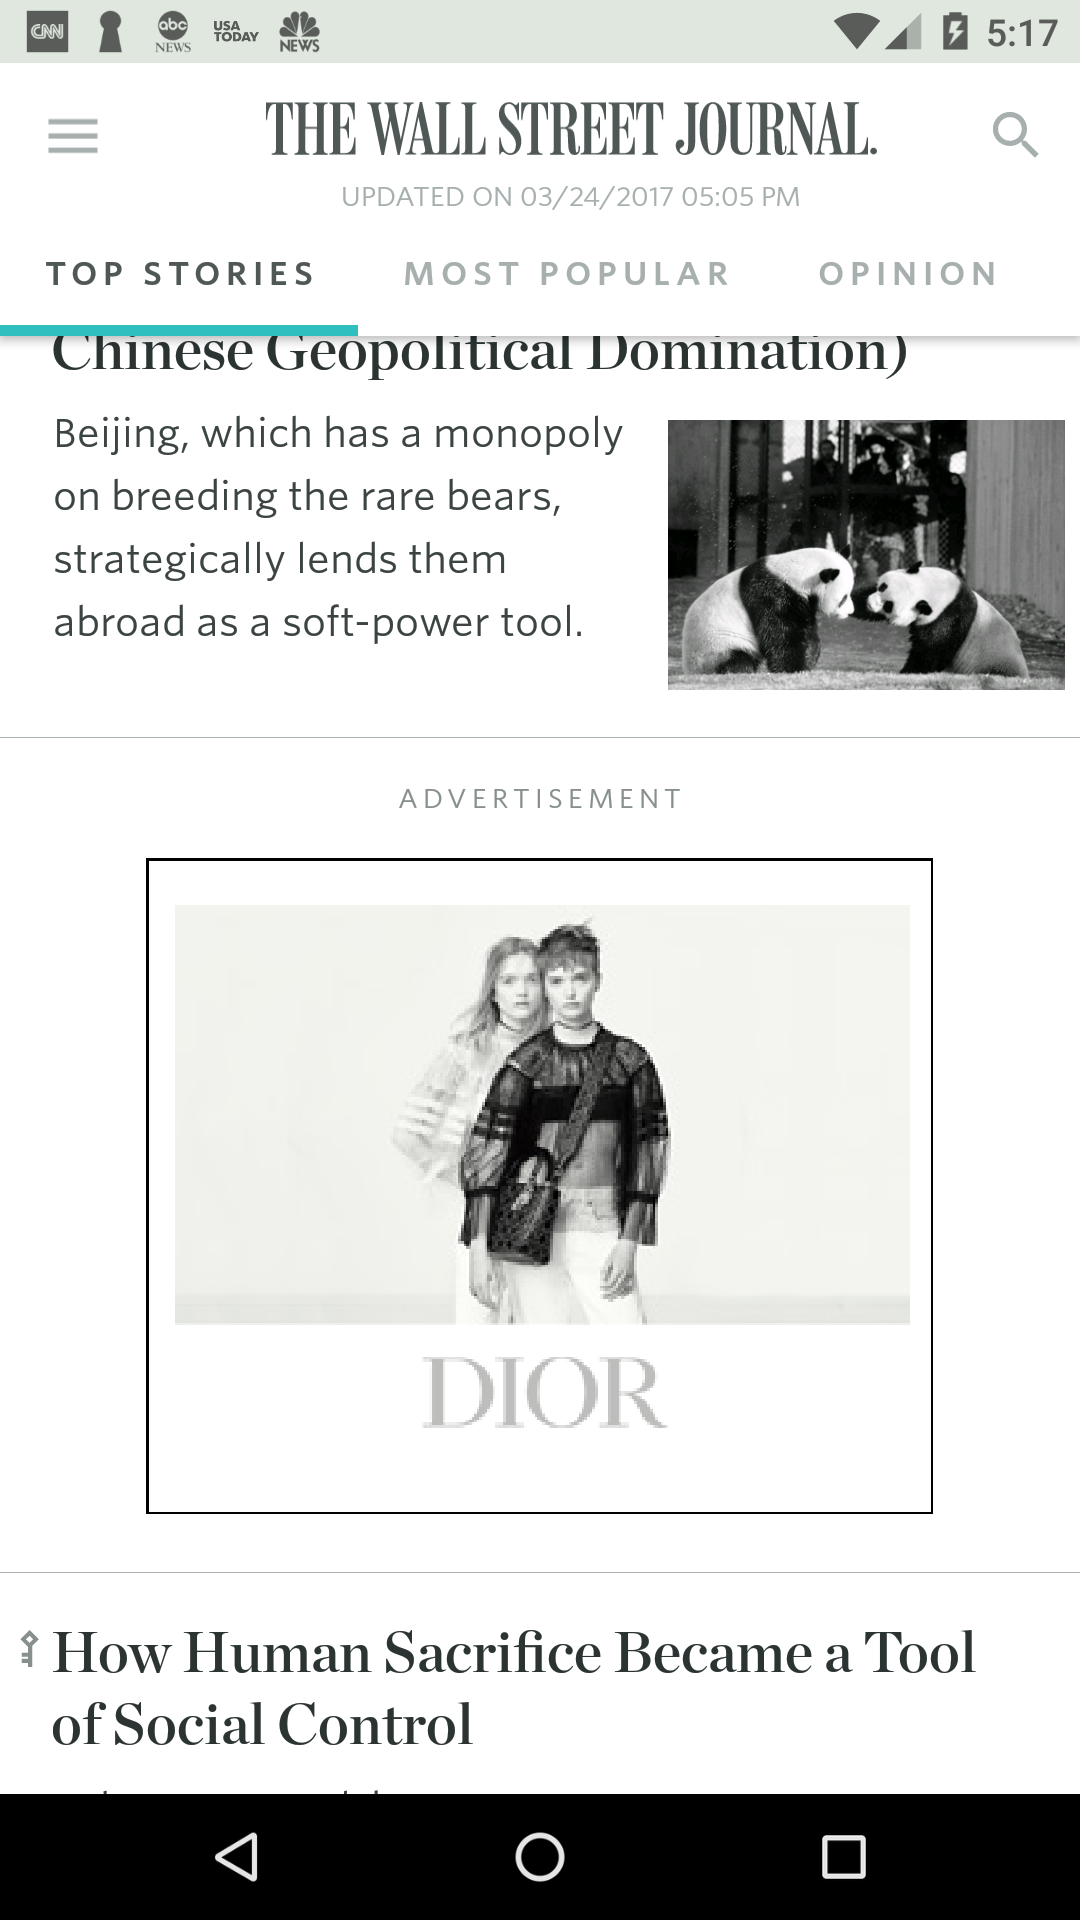 CNN
abc
NEWS
USA
TODAY
NEWS
5:17
THE WALL STREET JOURNAL.
UPDATED ON 03/24/2017 05:05 PM
TOP STORIES MOST POPULAR OPINION
Chinese Geopolitical Domination)
Beijing, which has a monopoly
on breeding the rare bears,
strategically lends them
abroad as a soft-power tool.
ADVERTISEMENT
DIOR
How Human Sacrifice Became a Tool
of Social Control